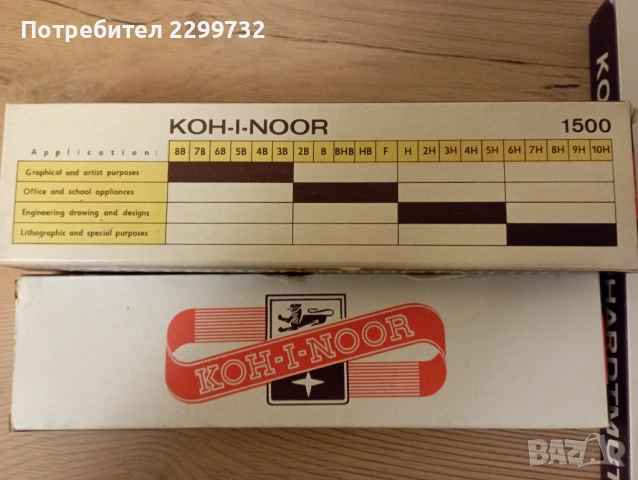 Потребител 2299732
KOH-I-NOOR 1500
Application: 8B 7B 6B 5B 4B 3B 2B B BHB HB F H 2H 3H 4H 5H 6H 7H 8H 9H 10H
Graphical and artist purposes
Office and school appliances
Engineering drawing and designs
Lithographic and special purposes
KOH-I-NOOR
BAZAR